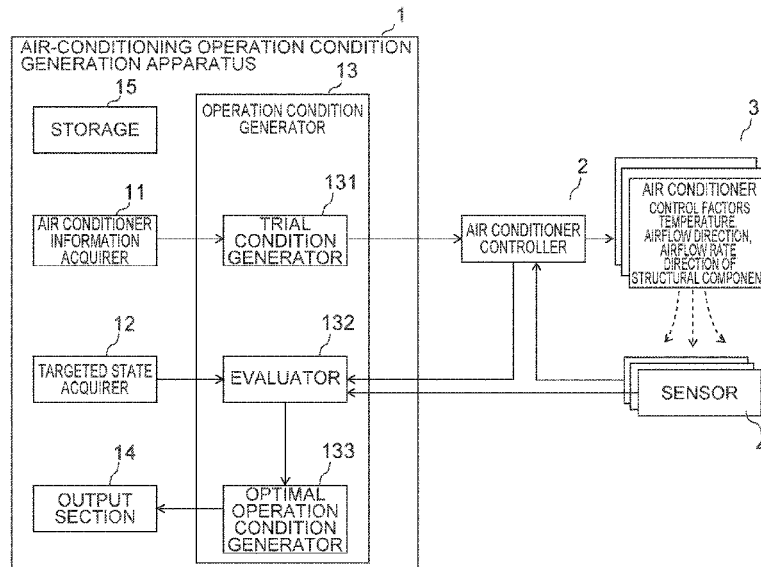 1
AIR-CONDITIONING OPERATION CONDITION
GENERATION APPARATUS
15
STORAGE
13
OPERATION CONDITION
GENERATOR
11
AIR CONDITIONER
INFORMATION
ACQUIRER
131
TRIAL
CONDITION
GENERATOR
2
AIR CONDITIONER
CONTROLLER
3
AIR CONDITIONER
CONTROL FACTORS
TEMPERATURE,
AIRFLOW DIRECTION,
AIRFLOW RATE
DIRECTION OF
STRUCTURAL COMPONEN
12
TARGETED STATE
ACQUIRER
132
EVALUATOR
SENSOR
4
14
OUTPUT
SECTION
133
OPTIMAL
OPERATION
CONDITION
GENERATOR